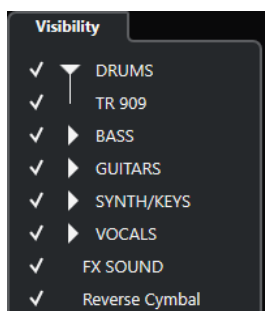 Visibility
DRUMS
TR 909
BASS
GUITARS
SYNTH/KEYS
VOCALS
FX SOUND
Reverse Cymbal